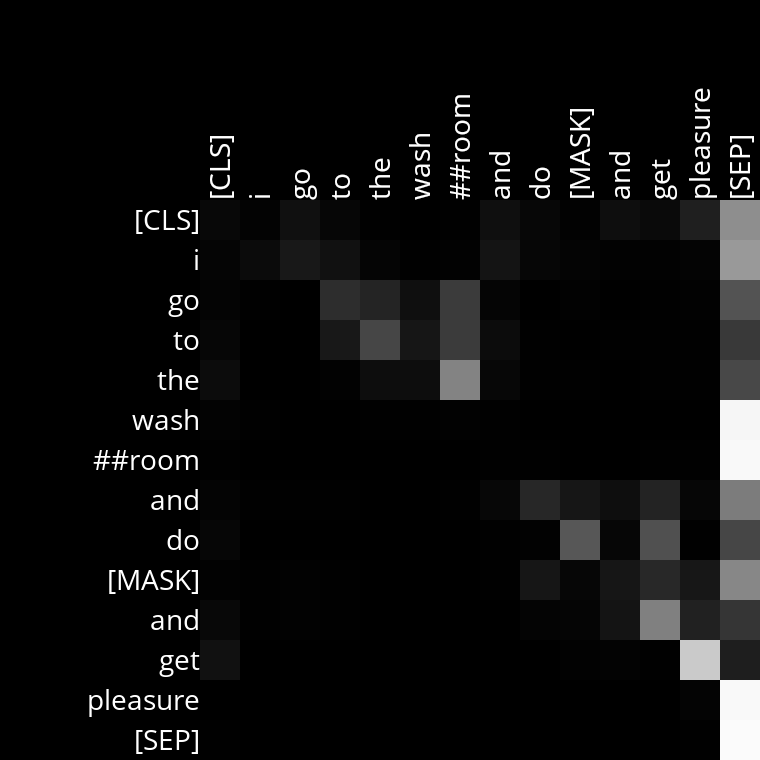 [CLS] i go to the wash ##room and do [MASK] and get pleasure [SEP]
[CLS]
i
go
to
the
wash
##room
and
do
[MASK]
and
get
pleasure
[SEP]